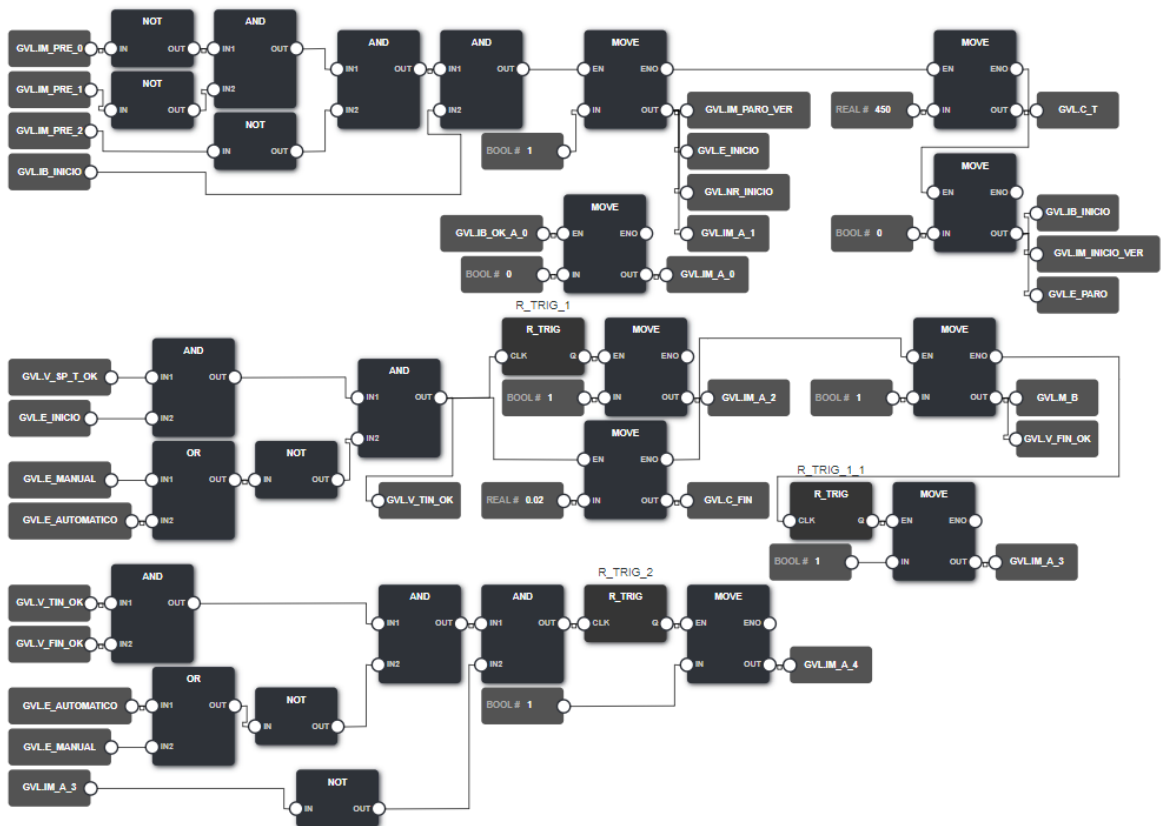 NOT
AND
GVL.IM_PRE_0
IN OUT
IN1 OUT
IN2
GVL.IM_PRE_1
NOT
IN OUT
GVL.IM_PRE_2
NOT
IN OUT
GVL.IB_INICIO
AND
IN1 OUT
IN2
AND
IN1 OUT
IN2
MOVE
EN ENO
IN OUT
BOOL # 1
GVL.IM_PARO_VER
GVL.E_INICIO
GVL.NR_INICIO
GVL.IM_A_1
MOVE
EN ENO
IN OUT
REAL # 450
GVL.C_T
MOVE
EN ENO
IN OUT
BOOL # 0
GVL.IB_INICIO
GVL.IM_INICIO_VER
GVL.E_PARO
MOVE
GVL.IB_OK_A_0
EN ENO
BOOL # 0
IN OUT
GVL.IM_A_0
R_TRIG_1
R_TRIG
CLK Q
MOVE
EN ENO
BOOL # 1
IN OUT
GVL.IM_A_2
AND
GVL.V_SP_T_OK
IN1 OUT
GVL.E_INICIO
IN2
OR
GVL.E_MANUAL
IN1 OUT
GVL.E_AUTOMATICO
IN2
NOT
IN OUT
AND
IN1 OUT
IN2
GVL.V_TIN_OK
MOVE
EN ENO
REAL # 0.02
IN OUT
GVL.C_FIN
MOVE
EN ENO
BOOL # 1
IN OUT
GVL.M_B
GVL.V_FIN_OK
R_TRIG_1_1
R_TRIG
CLK Q
MOVE
EN ENO
BOOL # 1
IN OUT
GVL.IM_A_3
AND
GVL.V_TIN_OK
IN1 OUT
GVL.V_FIN_OK
IN2
OR
GVL.E_AUTOMATICO
IN1 OUT
GVL.E_MANUAL
IN2
NOT
IN OUT
GVL.IM_A_3
NOT
IN OUT
AND
IN1 OUT
IN2
AND
IN1 OUT
IN2
R_TRIG_2
R_TRIG
CLK Q
MOVE
EN ENO
BOOL # 1
IN OUT
GVL.IM_A_4